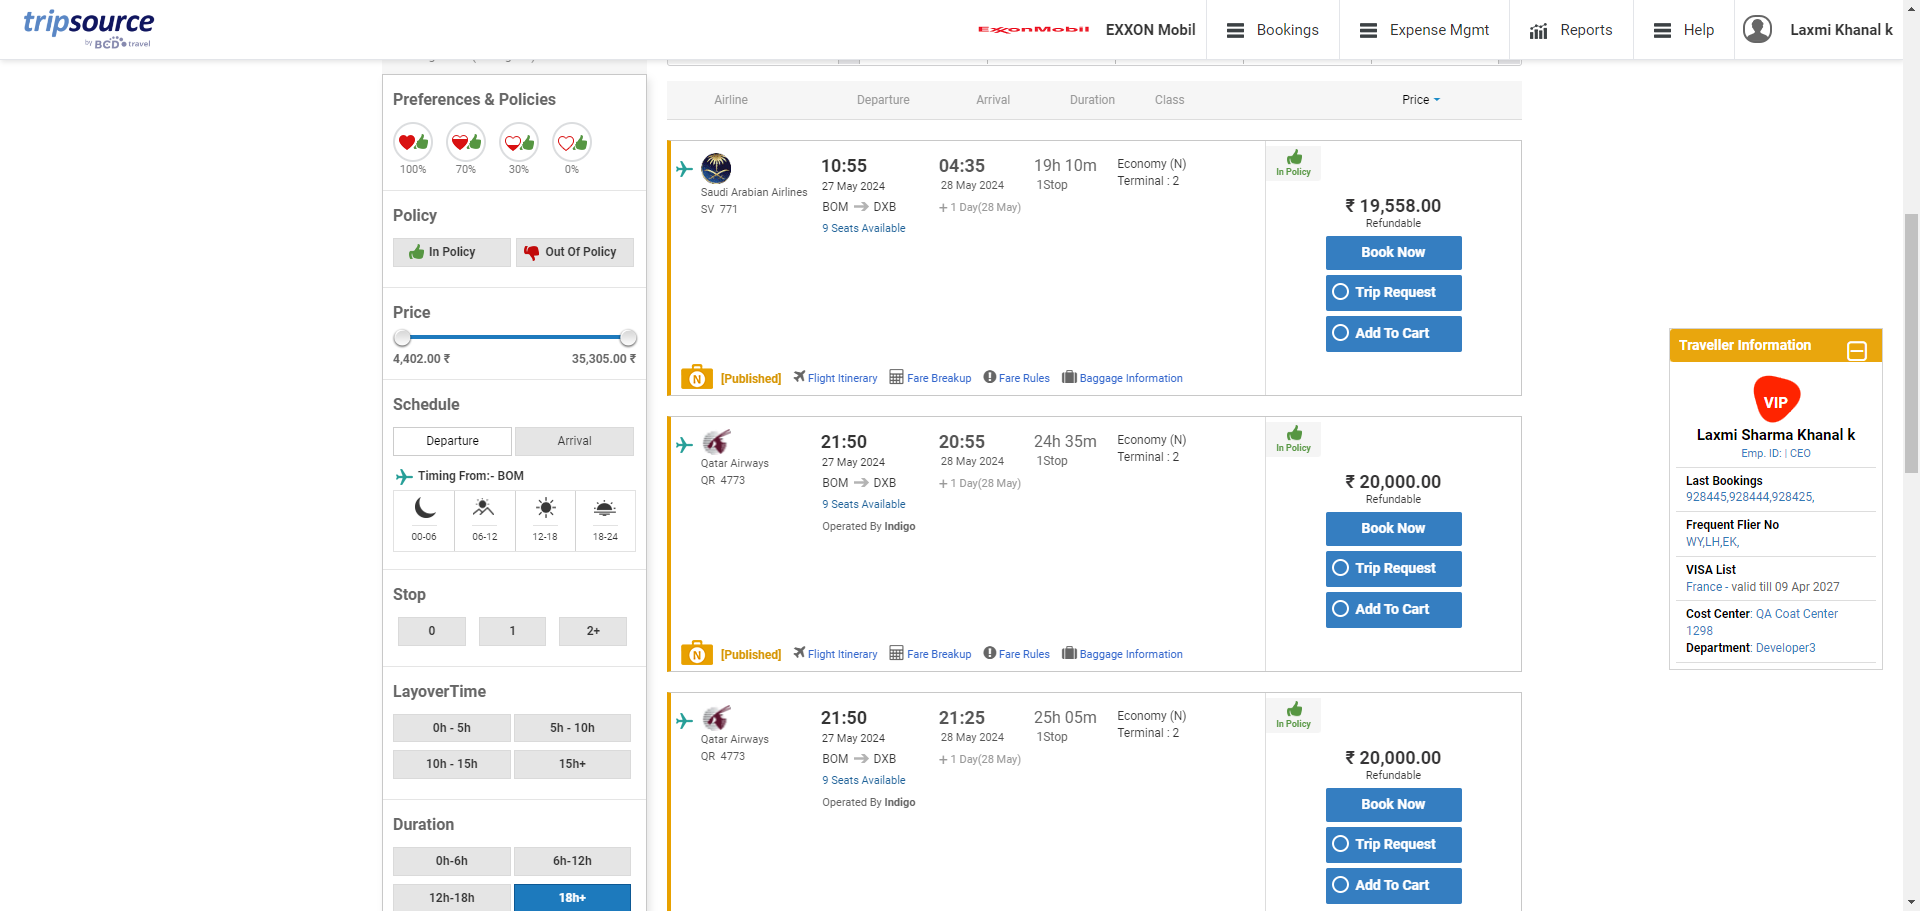 tripsource
by BCD travel
ExxonMobil
EXXON Mobil
Bookings
Expense Mgmt
Reports
Help
Laxmi Khanal k
Preferences & Policies
100%
70%
30%
0%
Policy
In Policy
Out Of Policy
Price
4,402.00 ₹
35,305.00 ₹
Schedule
Departure
Arrival
Timing From:- BOM
00-06
06-12
12-18
18-24
Stop
0
1
2+
LayoverTime
0h - 5h
5h - 10h
10h - 15h
15h+
Duration
0h-6h
6h-12h
12h-18h
18h+
Airline
Departure
Arrival
Duration
Class
Price
Saudi Arabian Airlines
SV 771
10:55
27 May 2024
BOM
DXB
9 Seats Available
04:35
28 May 2024
+ 1 Day(28 May)
19h 10m
1Stop
Economy (N)
Terminal : 2
In Policy
₹ 19,558.00
Refundable
Book Now
Trip Request
Add To Cart
N
[Published]
Flight Itinerary
Fare Breakup
Fare Rules
Baggage Information
Qatar Airways
QR 4773
21:50
27 May 2024
BOM
DXB
9 Seats Available
Operated By Indigo
20:55
28 May 2024
+ 1 Day(28 May)
24h 35m
1Stop
Economy (N)
Terminal : 2
In Policy
₹ 20,000.00
Refundable
Book Now
Trip Request
Add To Cart
N
[Published]
Flight Itinerary
Fare Breakup
Fare Rules
Baggage Information
Qatar Airways
QR 4773
21:50
27 May 2024
BOM
DXB
9 Seats Available
Operated By Indigo
21:25
28 May 2024
+ 1 Day(28 May)
25h 05m
1Stop
Economy (N)
Terminal : 2
In Policy
₹ 20,000.00
Refundable
Book Now
Trip Request
Add To Cart
Traveller Information
VIP
Laxmi Sharma Khanal k
Emp. ID: | CEO
Last Bookings
928445,928444,928425,
Frequent Flier No
WY,LH,EK,
VISA List
France - valid till 09 Apr 2027
Cost Center: QA Coat Center
1298
Department: Developer3